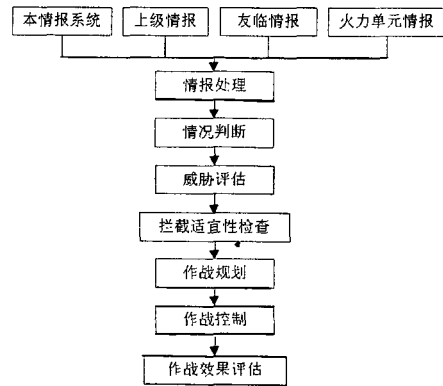 本情报系统
上级情报
友临情报
火力单元情报
情报处理
情况判断
威胁评估
拦截适宜性检查
作战规划
作战控制
作战效果评估